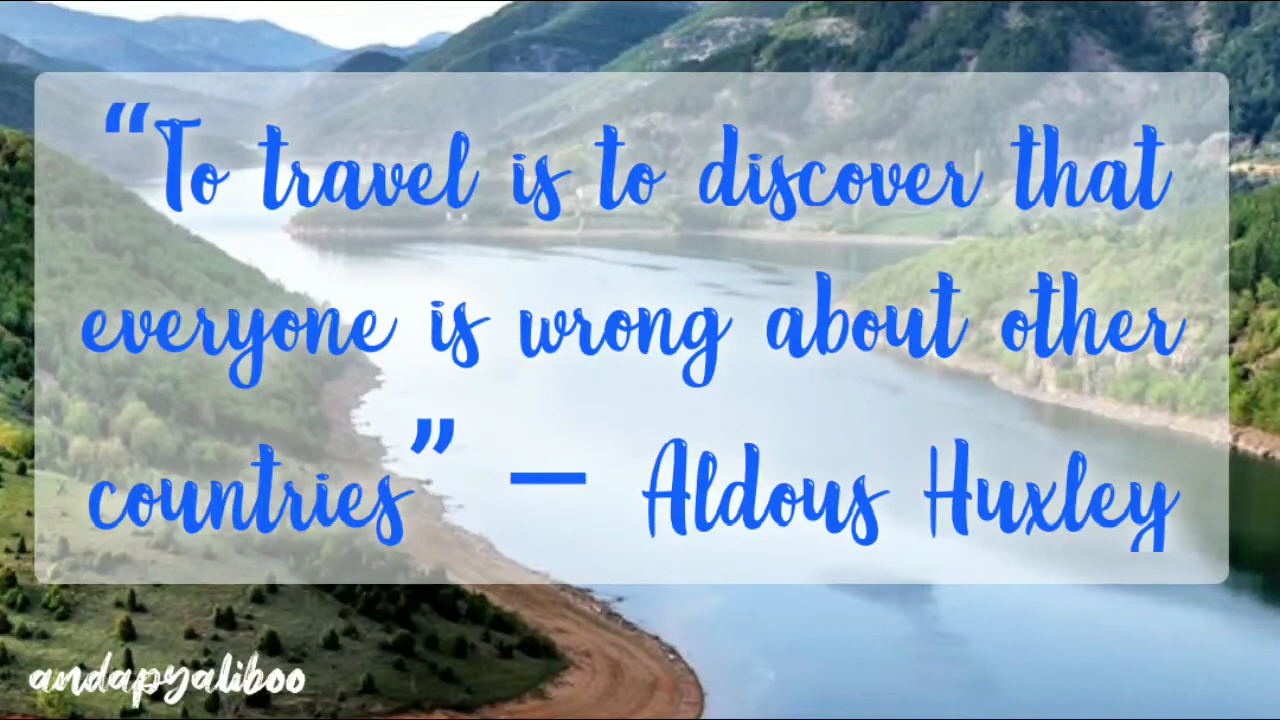 “To travel is to discover that
everyone is wrong about other
countries” – Aldous Huxley
andapyaliboo